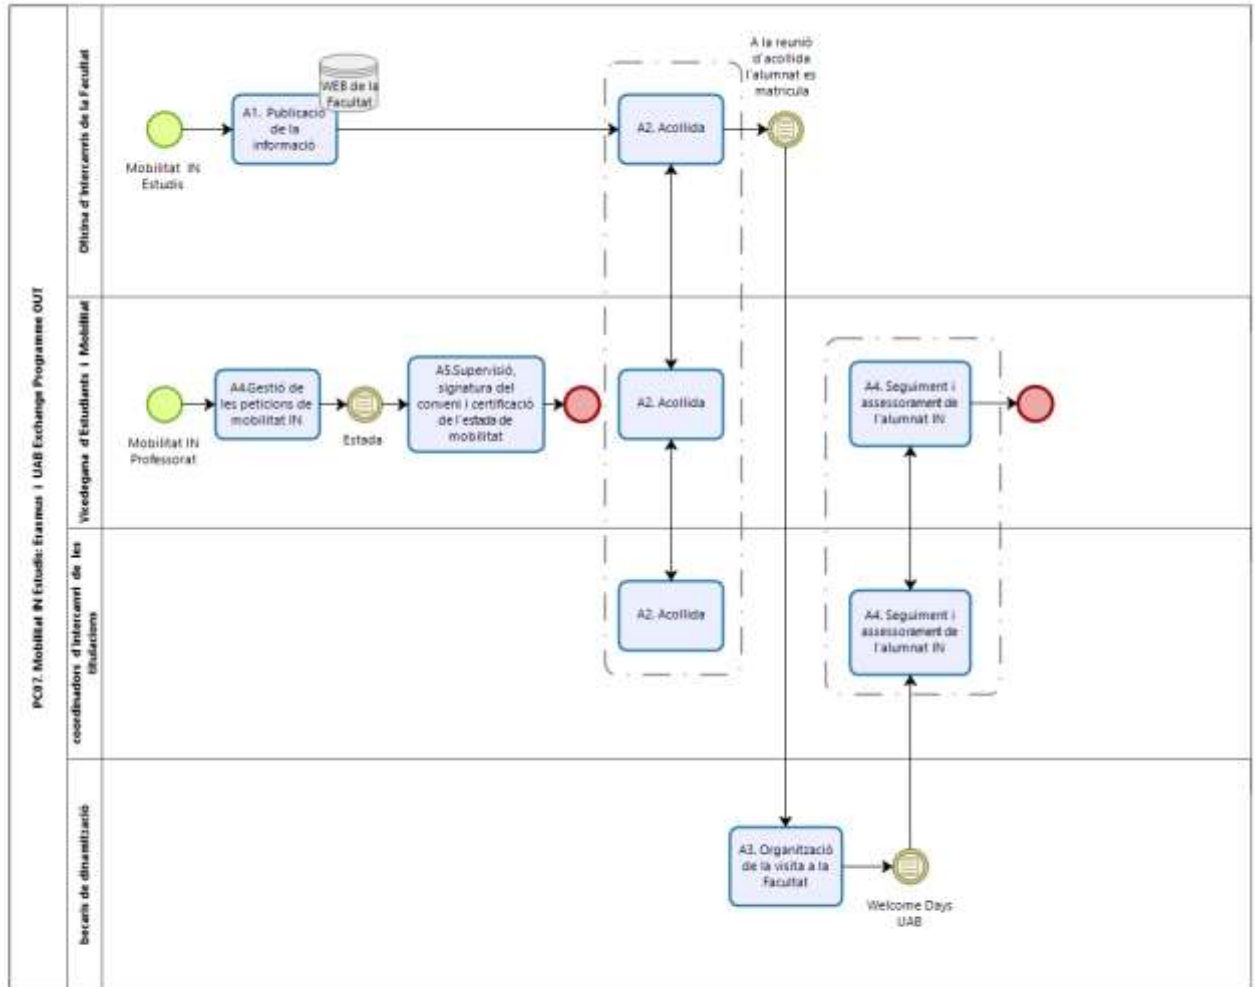 PC07. Mobilitat IN Estudis: Erasmus i UAB Exchange Programme OUT
Oficina d'Intercanvis de la Facultat
WEB de la
Facultat
A1. Publicació
de la
informació
Mobilitat IN
Estudis
A2. Acollida
A la reunió
d'acollida
l'alumnat es
matricula
Vicedegana d'Estudiants i Mobilitat
Mobilitat IN
Professorat
A4.Gestió de
les peticions de
mobilitat IN
Estada
A5.Supervisió,
signatura del
conveni i certificació
de l'estada de
mobilitat
A2. Acollida
A4. Seguiment i
assessorament de
l'alumnat IN
coordinadors d'intercanvi de les
titulacions
A2. Acollida
A4. Seguiment i
assessorament de
l'alumnat IN
becaris de dinamització
A3. Organització
de la visita a la
Facultat
Welcome Days
UAB